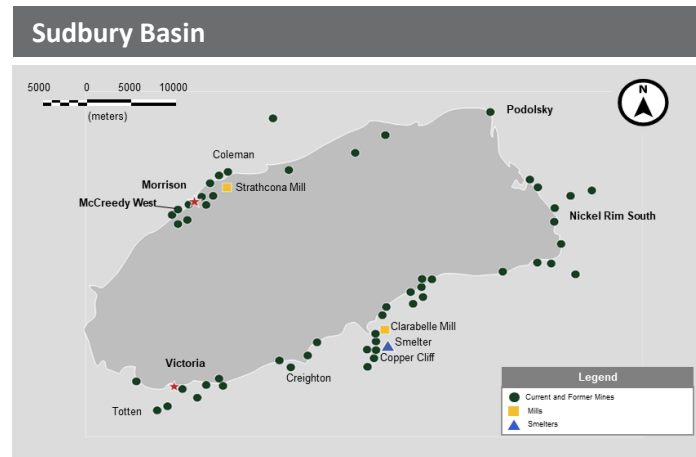 Sudbury Basin
5000 0 5000 10000
(meters)
N
Podolsky
Coleman
Morrison
Strathcona Mill
McCreedy West
Nickel Rim South
Clarabelle Mill
Smelter
Copper Cliff
Victoria
Creighton
Totten
Legend
Current and Former Mines
Mills
Smelters